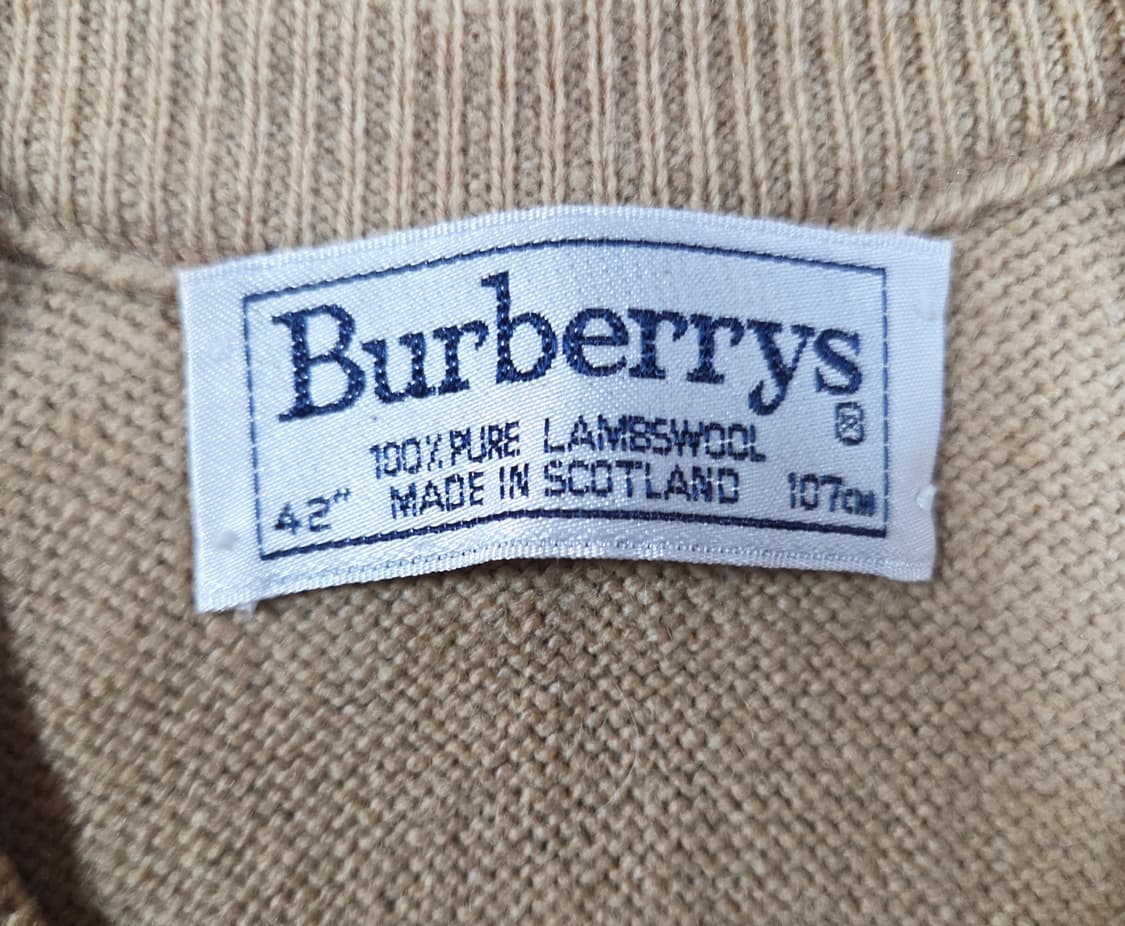 Burberrys
®
100% PURE LAMBSWOOL
42" MADE IN SCOTLAND 107cm